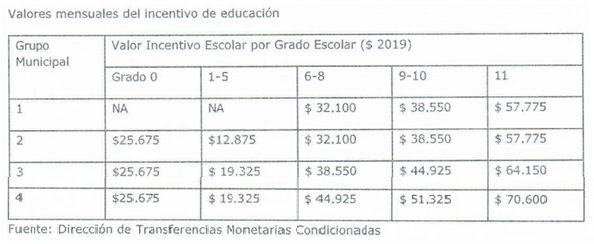 Valores mensuales del incentivo de educación
Grupo Municipal | Valor Incentivo Escolar por Grado Escolar ($ 2019)
Grado 0 | 1-5 | 6-8 | 9-10 | 11
1 | NA | NA | $ 32.100 | $ 38.550 | $ 57.775
2 | $25.675 | $12.875 | $ 32.100 | $ 38.550 | $ 57.775
3 | $25.675 | $ 19.325 | $ 38.550 | $ 44.925 | $ 64.150
4 | $25.675 | $ 19.325 | $ 44.925 | $ 51.325 | $ 70.600
Fuente: Dirección de Transferencias Monetarias Condicionadas